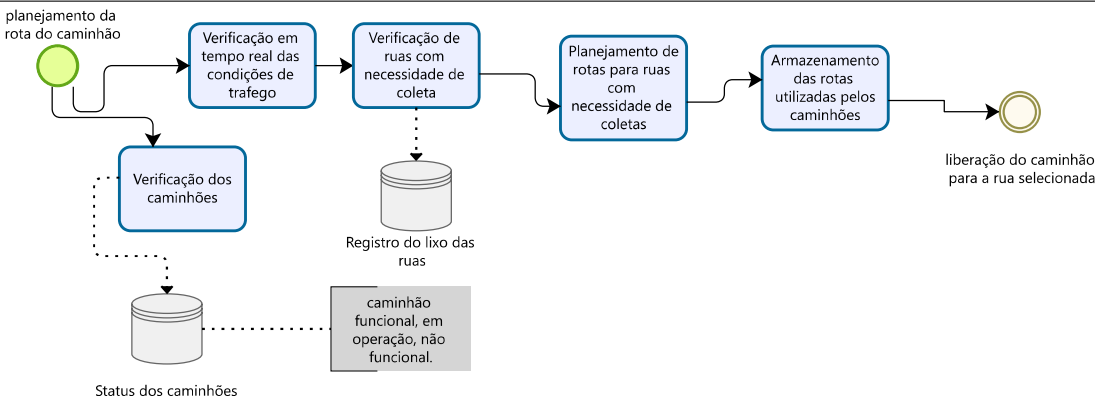 planejamento da
rota do caminhão
Verificação em
tempo real das
condições de
trafego
Verificação de
ruas com
necessidade de
coleta
Planejamento de
rotas para ruas
com
necessidade de
coletas
Armazenamento
das rotas
utilizadas pelos
caminhões
liberação do caminhão
para a rua selecionada
Verificação dos
caminhões
Registro do lixo das
ruas
caminhão
funcional, em
operação, não
funcional.
Status dos caminhões